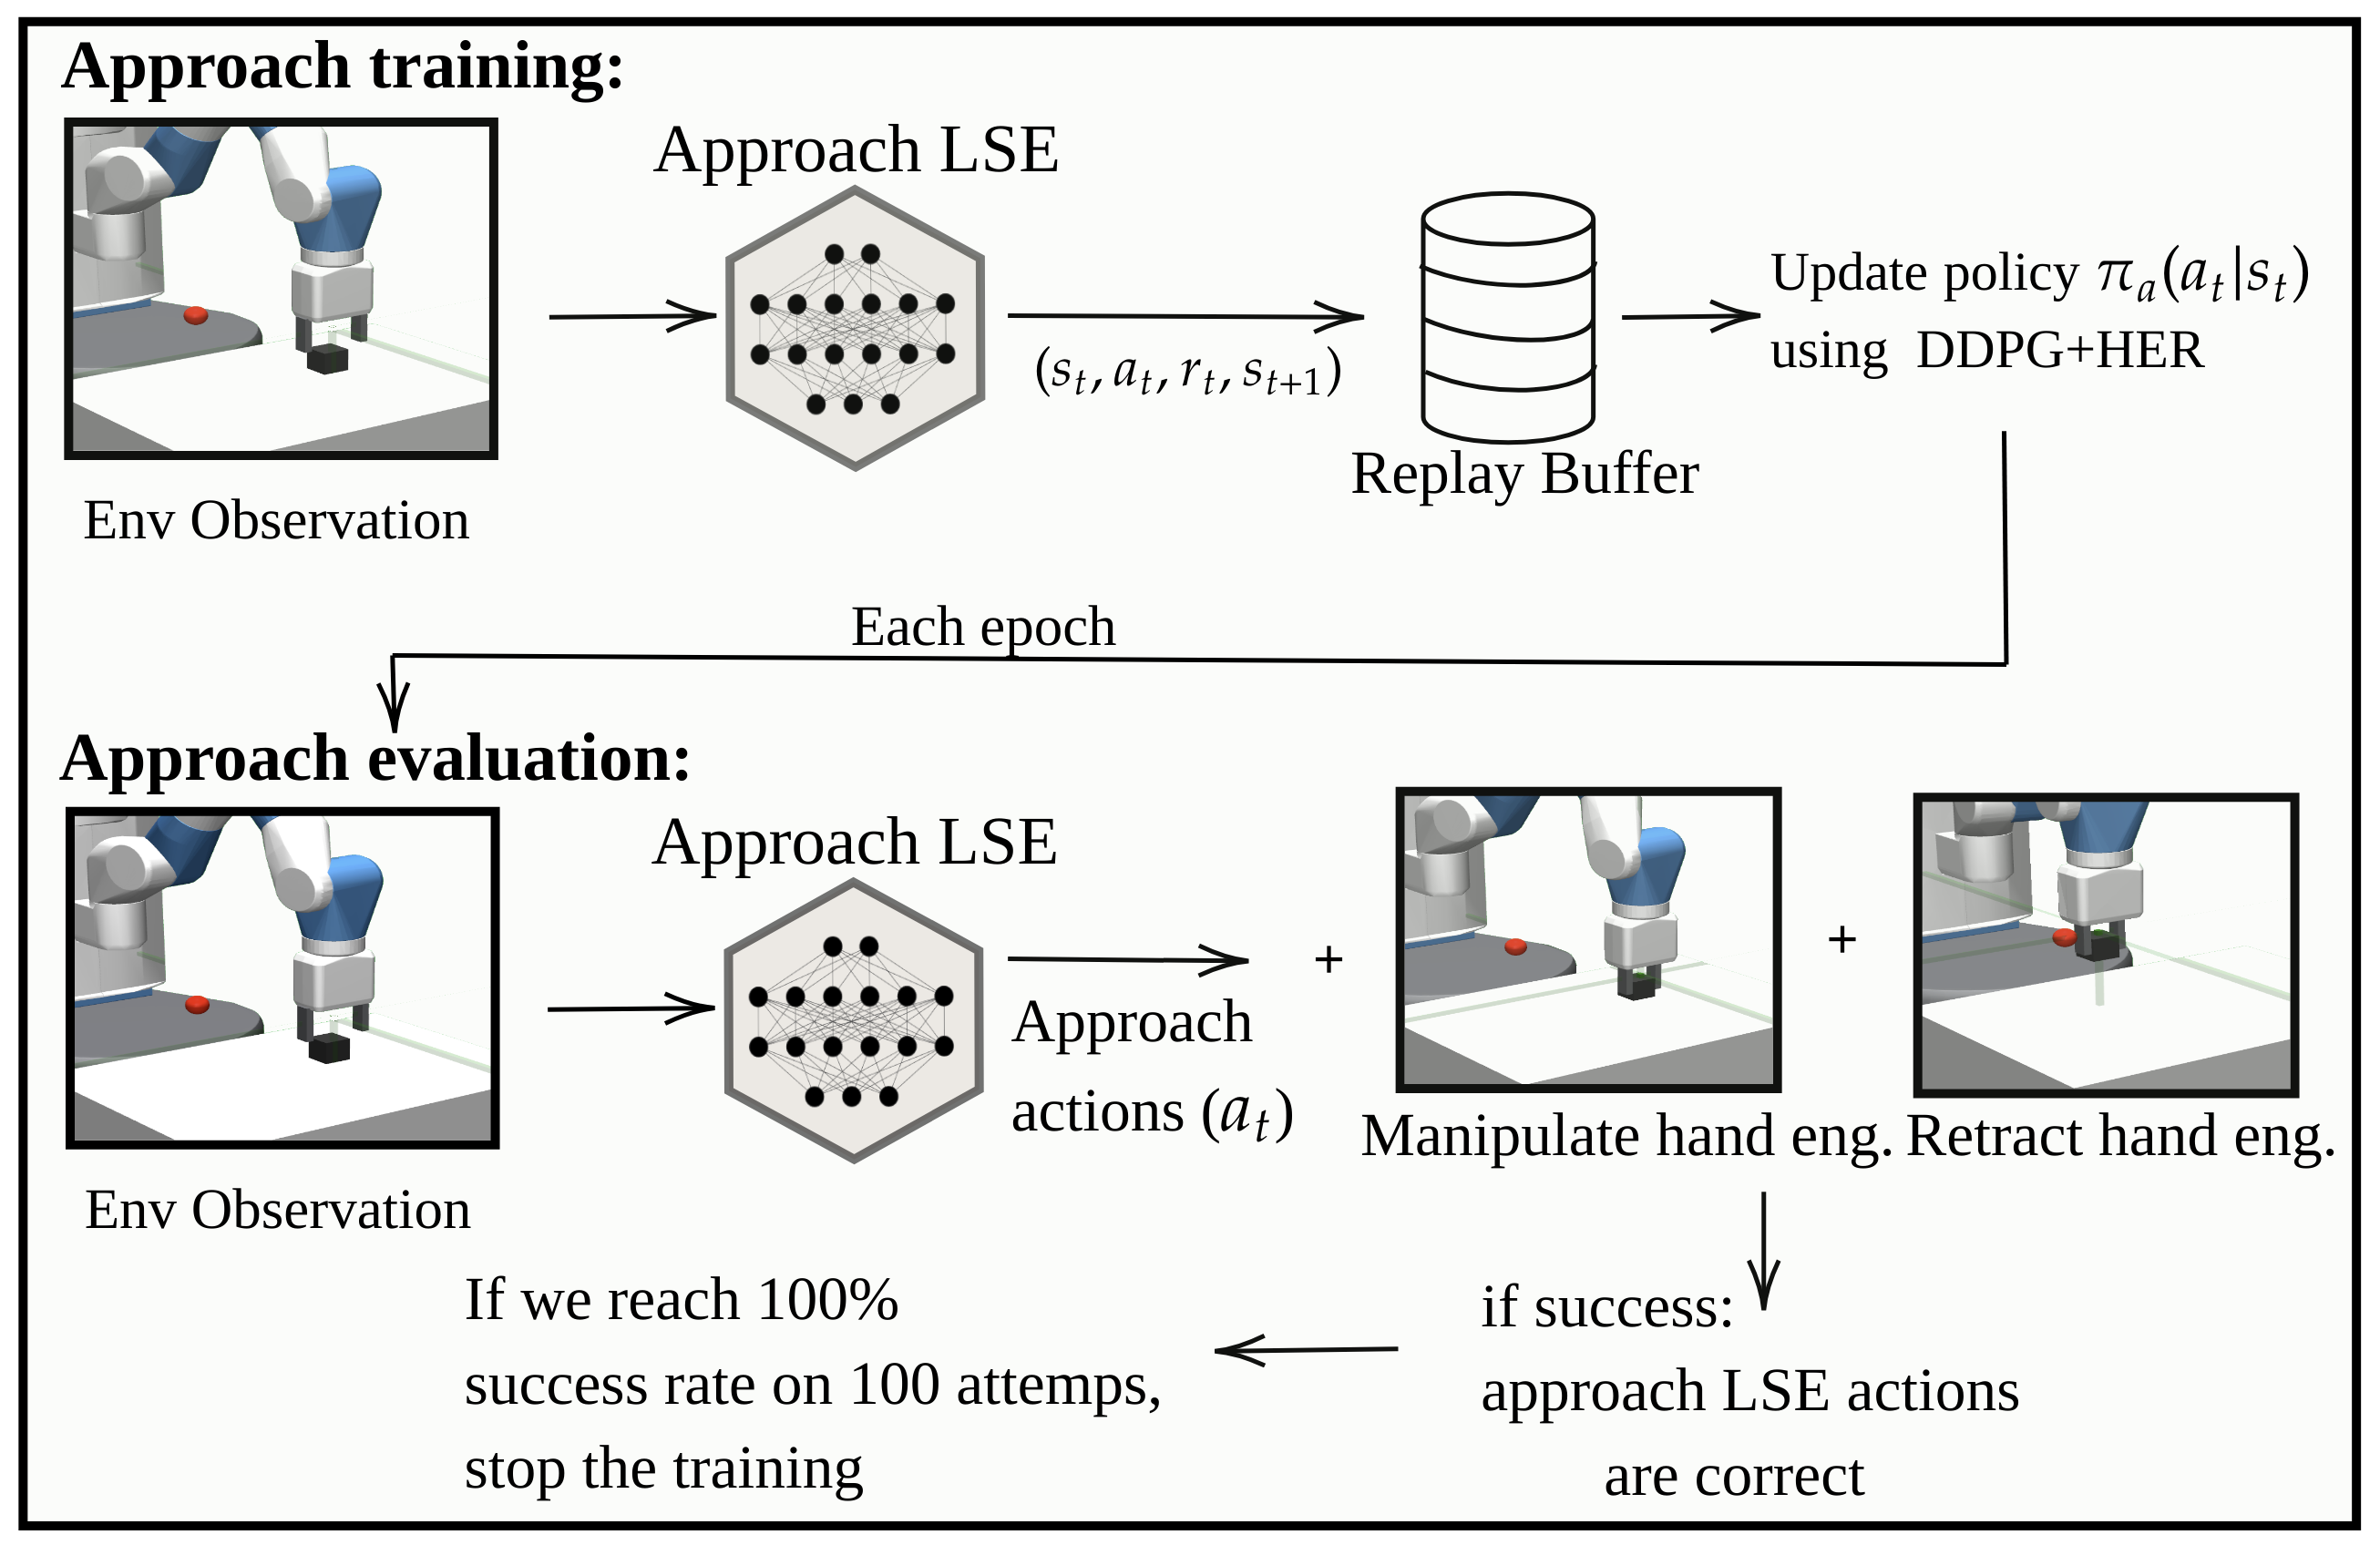 Approach training:
Approach LSE
Update policy π_a(a_t|s_t)
using DDPG+HER
(s_t, a_t, r_t, s_{t+1})
Replay Buffer
Env Observation
Each epoch
Approach evaluation:
Approach LSE
+
+
Approach
actions (a_t)
Manipulate hand eng.
Retract hand eng.
Env Observation
if success:
approach LSE actions
are correct
If we reach 100%
success rate on 100 attemps,
stop the training